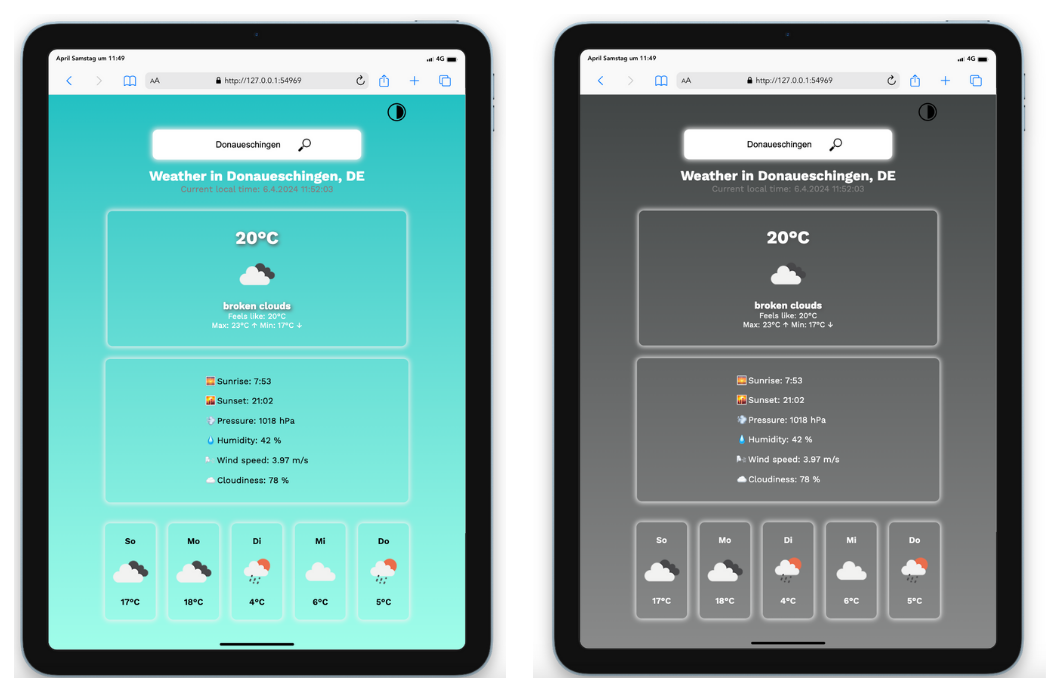 April Samstag um 11:49
4G
AA
http://127.0.0.1:54969
Donaueschingen
Weather in Donaueschingen, DE
Current local time: 6.4.2024 11:52:03
20°C
broken clouds
Feels like: 20°C
Max: 23°C ↑ Min: 17°C ↓
Sunrise: 7:53
Sunset: 21:02
Pressure: 1018 hPa
Humidity: 42 %
Wind speed: 3.97 m/s
Cloudiness: 78 %
So Mo Di Mi Do
17°C 18°C 4°C 6°C 5°C
April Samstag um 11:49
4G
AA
http://127.0.0.1:54969
Donaueschingen
Weather in Donaueschingen, DE
Current local time: 6.4.2024 11:52:03
20°C
broken clouds
Feels like: 20°C
Max: 23°C ↑ Min: 17°C ↓
Sunrise: 7:53
Sunset: 21:02
Pressure: 1018 hPa
Humidity: 42 %
Wind speed: 3.97 m/s
Cloudiness: 78 %
So Mo Di Mi Do
17°C 18°C 4°C 6°C 5°C